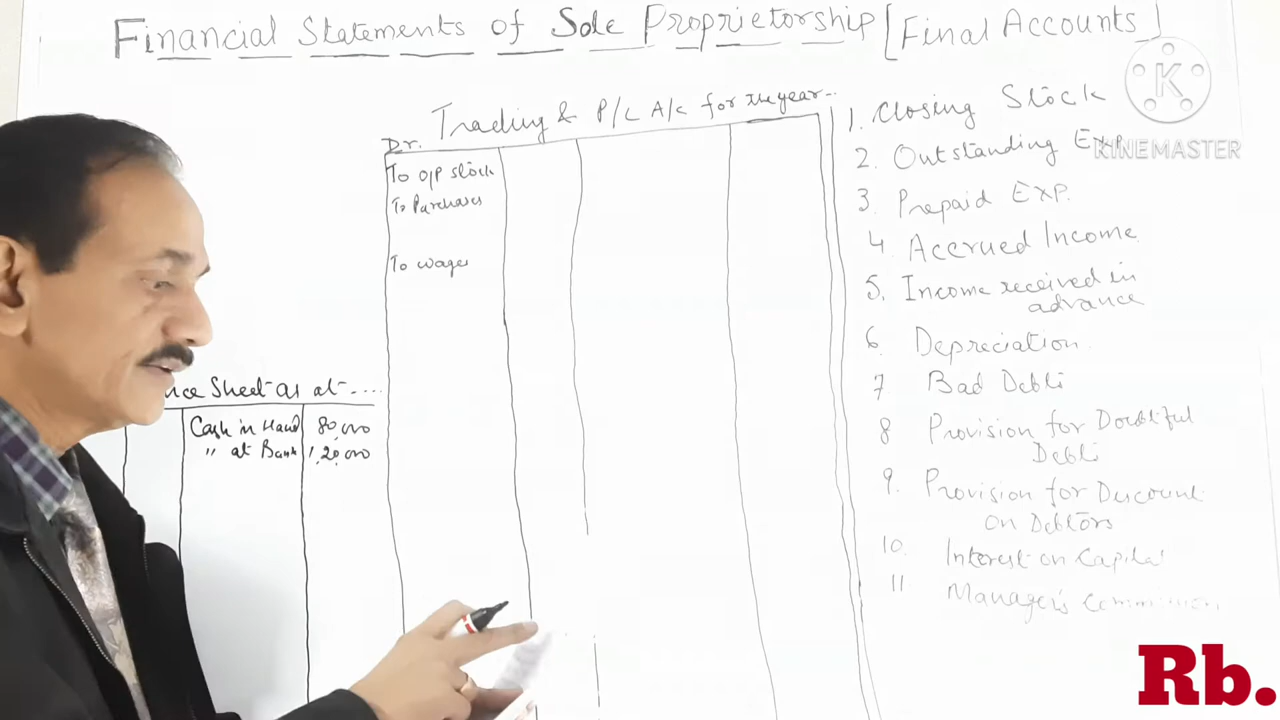 Financial Statements of Sole Proprietorship [Final Accounts]
Trading & P/L A/c for the year...
Dr.
To o/p stock
To Purchases
To wages
nce Sheet as at ....
Cash in Hand 80,000
" at Bank 1,20,000
1. Closing Stock
2. Outstanding Exp.
3. Prepaid Exp.
4 Accrued Income
5. Income received in
advance
6. Depreciation
7 Bad Debts
8 Provision for Doubtful
Debts
9. Provision for Discount
on Debtors
10. Interest on Capital
11 Manager's Commission
K
KINEMASTER
Rb.